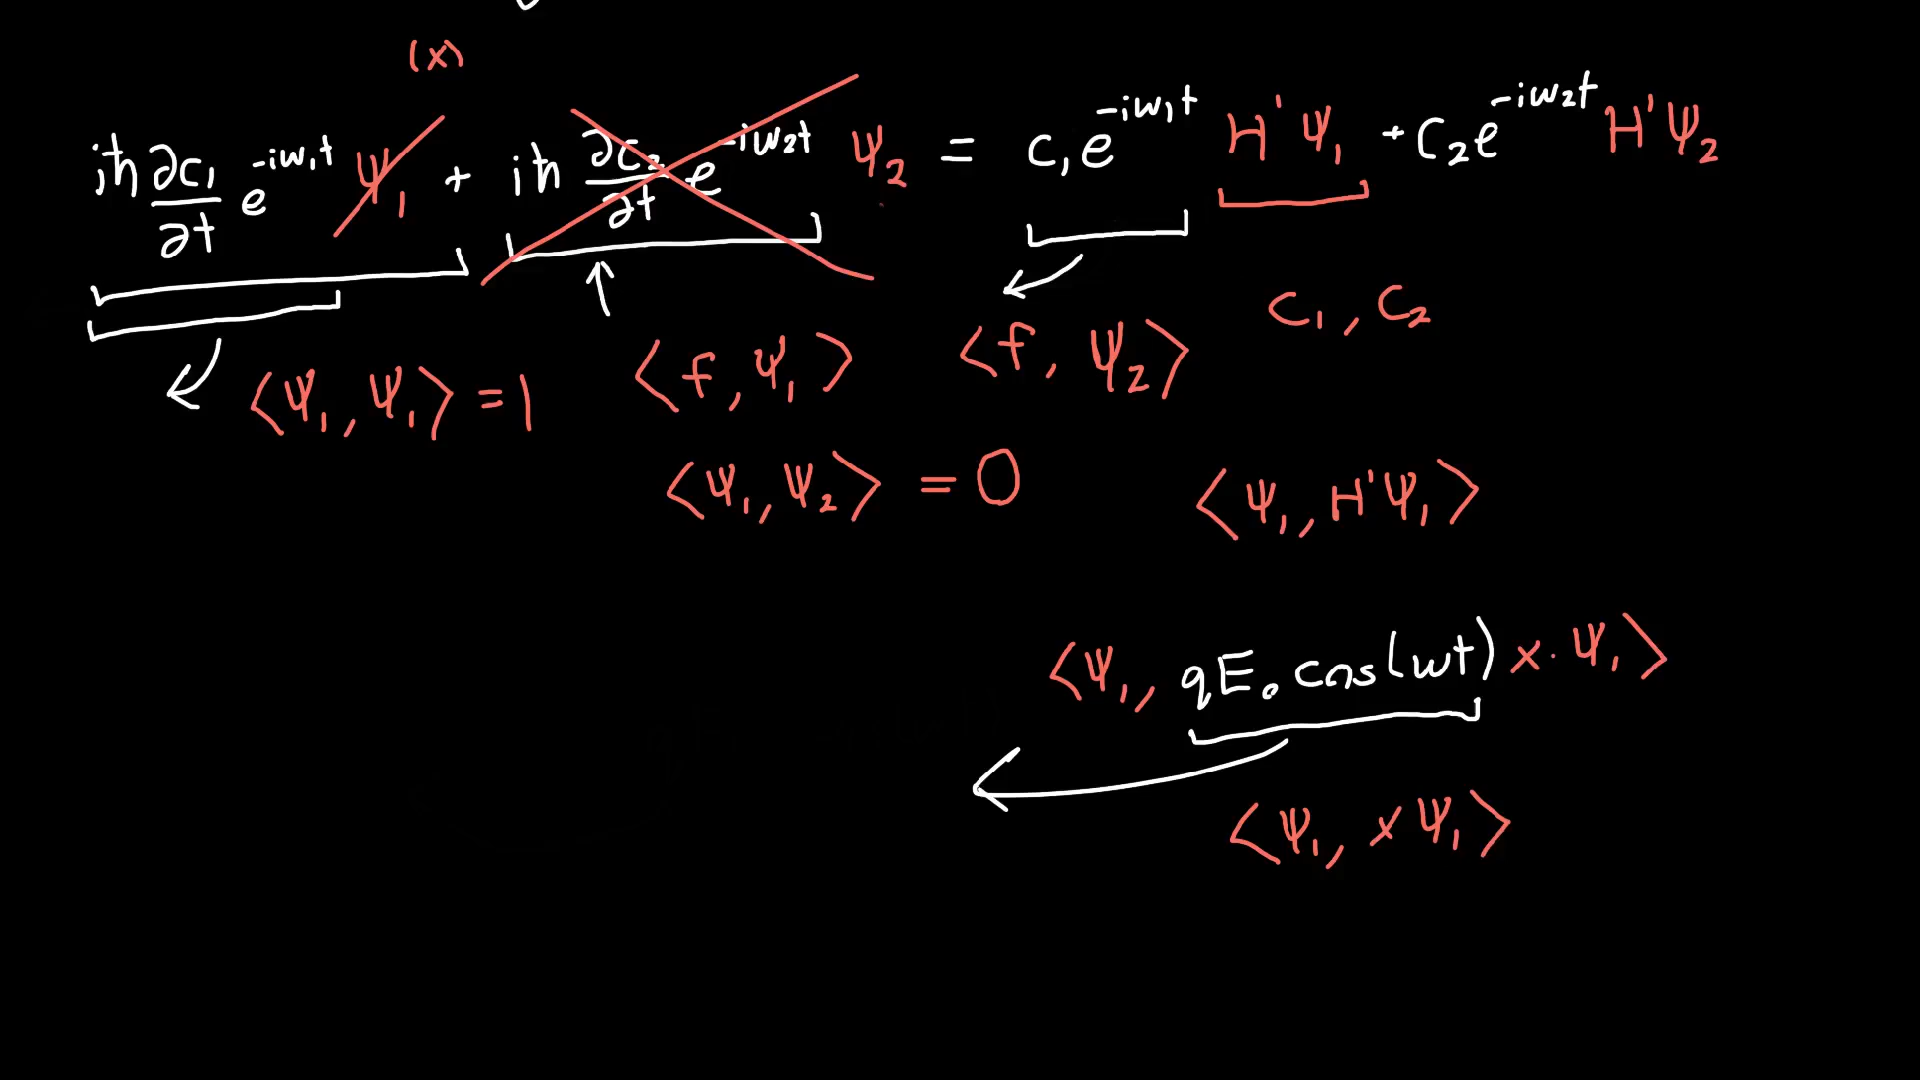 (x)
iħ ∂c₁/∂t e^{-iω₁t} ψ₁ + iħ ∂c₂/∂t e^{-iω₂t} ψ₂ = c₁e^{-iω₁t} H'ψ₁ + c₂e^{-iω₂t} H'ψ₂
c₁, c₂
⟨ψ₁, ψ₁⟩ = 1 ⟨f, ψ₁⟩ ⟨f, ψ₂⟩
⟨ψ₁, ψ₂⟩ = 0 ⟨ψ₁, H'ψ₁⟩
⟨ψ₁, qE₀ cos(ωt) x · ψ₁⟩
⟨ψ₁, xψ₁⟩